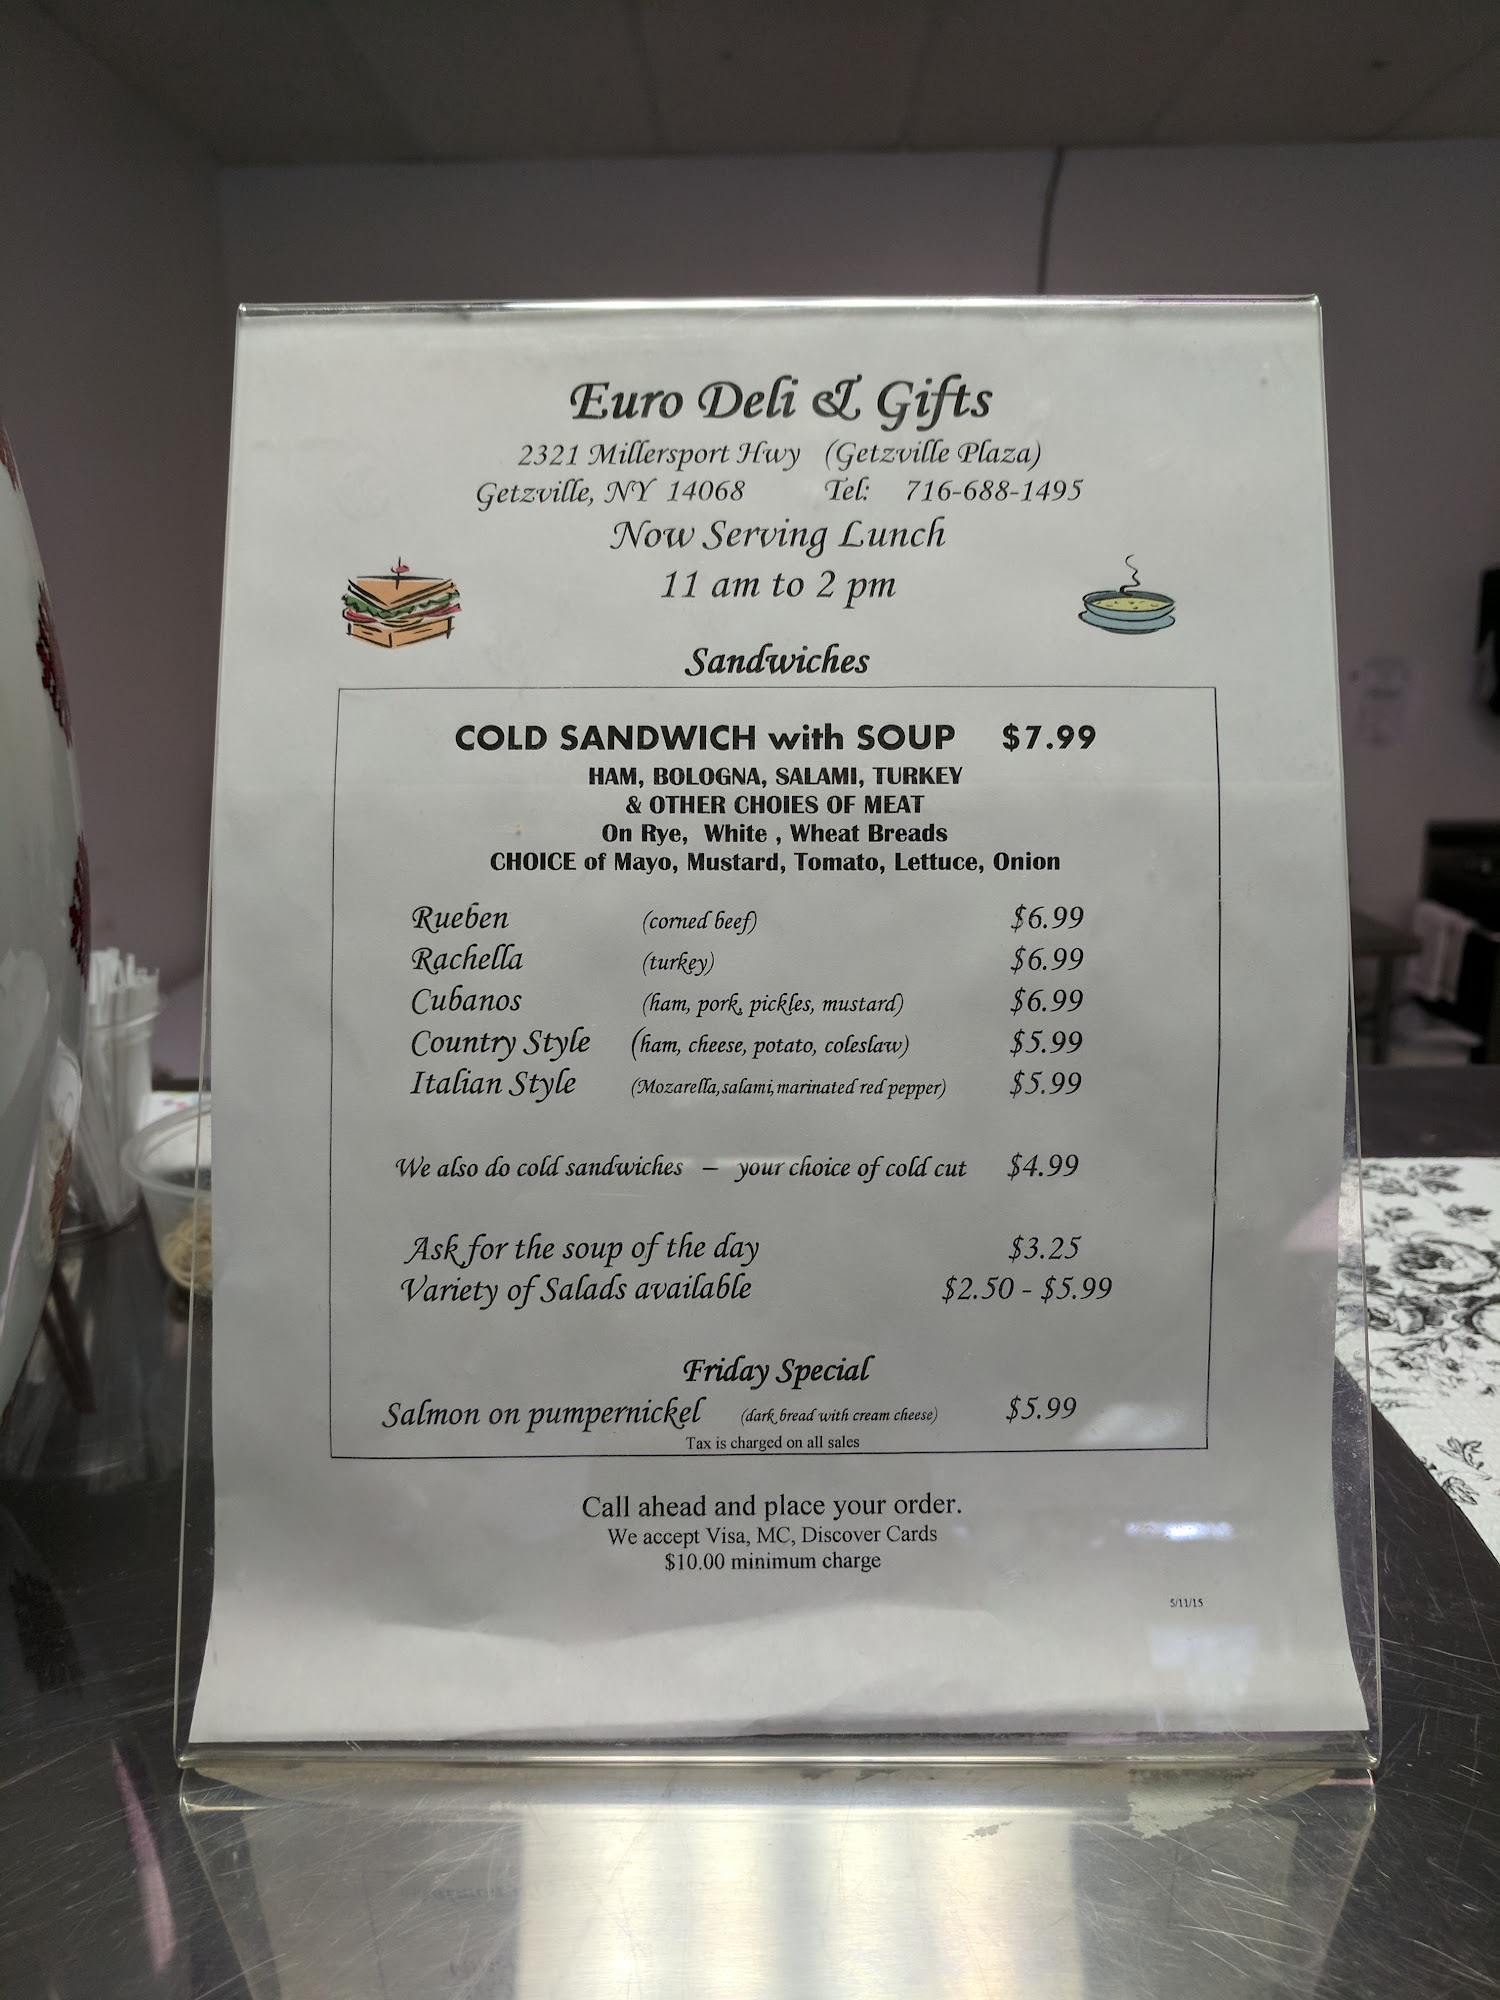 Euro Deli & Gifts
2321 Millersport Hwy (Getzville Plaza)
Getzville, NY 14068 Tel: 716-688-1495
Now Serving Lunch
11 am to 2 pm
Sandwiches
COLD SANDWICH with SOUP $7.99
HAM, BOLOGNA, SALAMI, TURKEY
& OTHER CHOIES OF MEAT
On Rye, White , Wheat Breads
CHOICE of Mayo, Mustard, Tomato, Lettuce, Onion
Rueben (corned beef) $6.99
Rachella (turkey) $6.99
Cubanos (ham, pork, pickles, mustard) $6.99
Country Style (ham, cheese, potato, coleslaw) $5.99
Italian Style (Mozarella,salami,marinated red pepper) $5.99
We also do cold sandwiches – your choice of cold cut $4.99
Ask for the soup of the day $3.25
Variety of Salads available $2.50 - $5.99
Friday Special
Salmon on pumpernickel (dark bread with cream cheese) $5.99
Tax is charged on all sales
Call ahead and place your order.
We accept Visa, MC, Discover Cards
$10.00 minimum charge
5/11/15